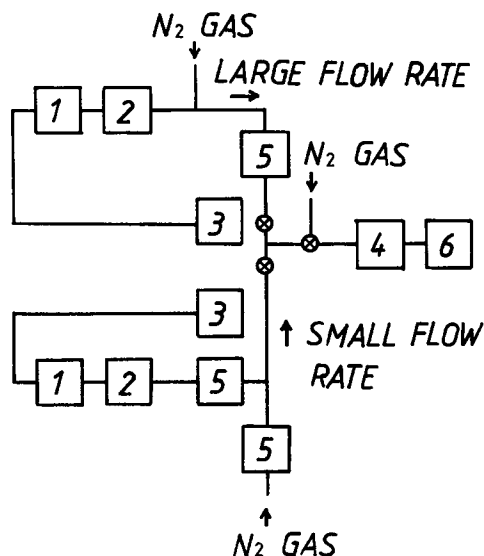 N₂ GAS
LARGE FLOW RATE
1 2
5
N₂ GAS
3
4 6
3
SMALL FLOW
RATE
1 2 5
5
N₂ GAS